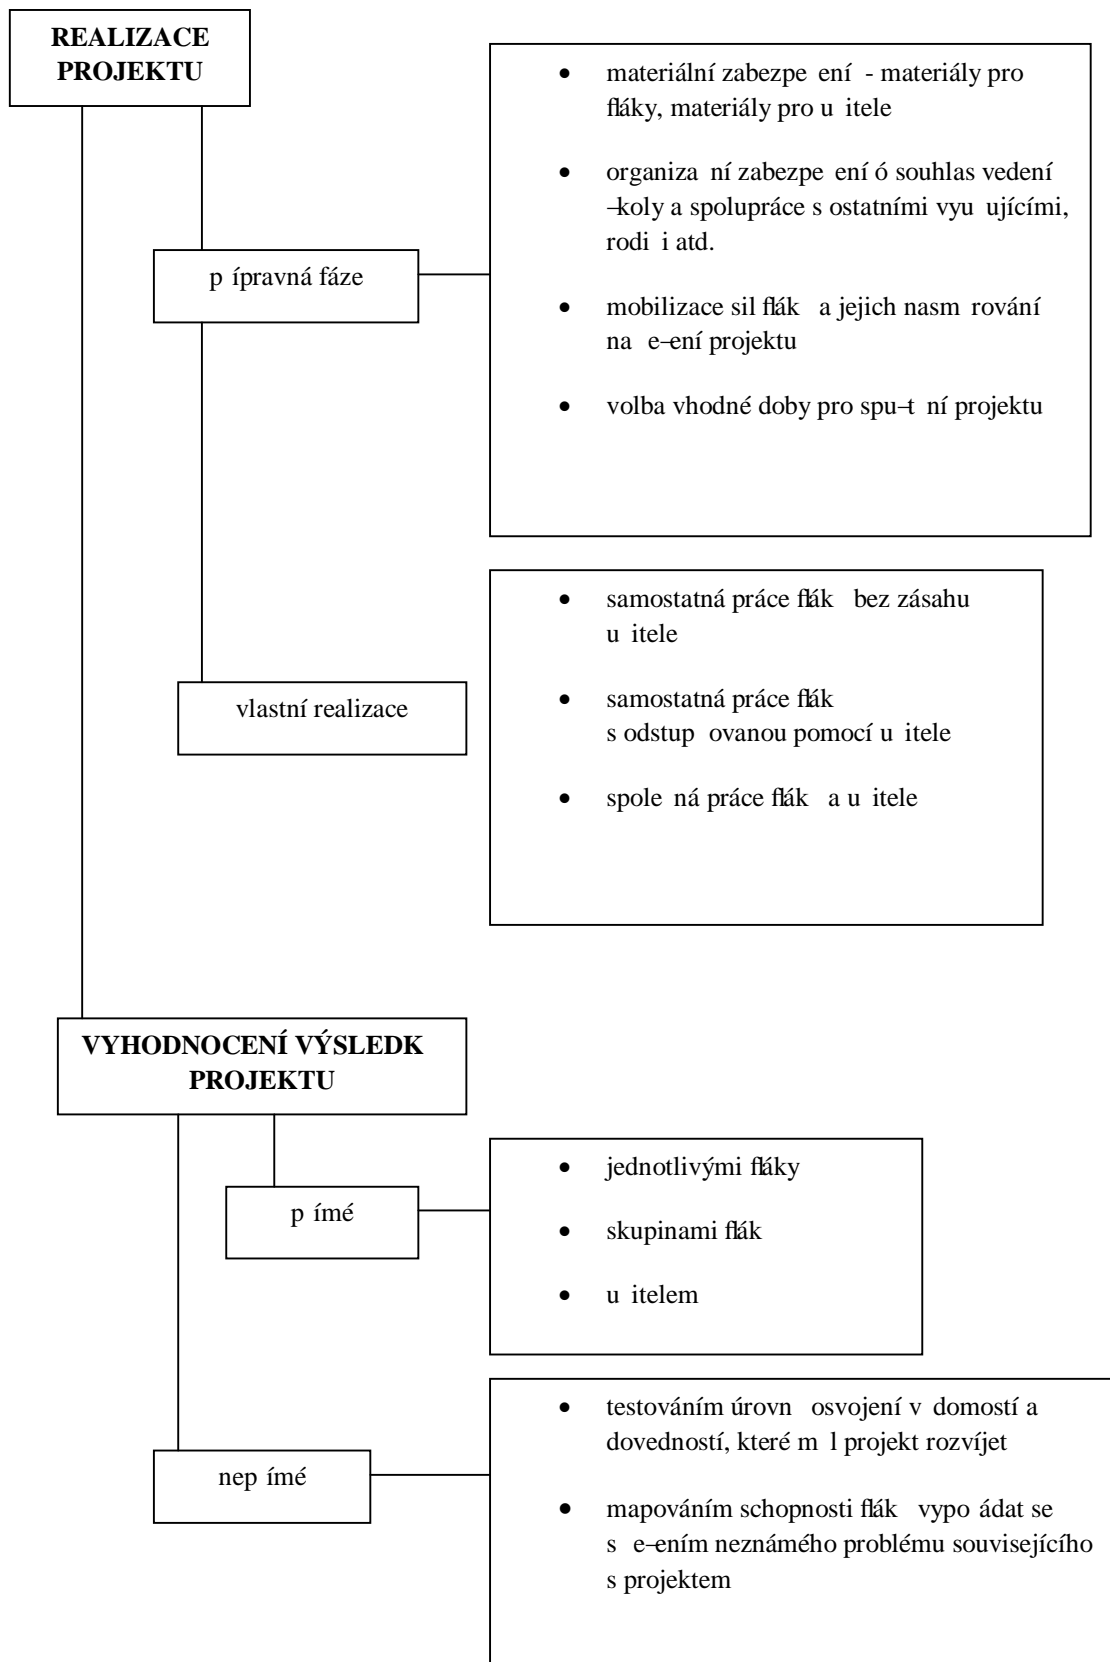 REALIZACE
PROJEKTU
• materiální zabezpe ení - materiály pro
fláky, materiály pro u itele
• organiza ní zabezpe ení ó souhlas vedení
–koly a spolupráce s ostatními vyu ujícími,
rodi i atd.
p ípravná fáze
• mobilizace sil flák a jejich nasm rování
na e–ení projektu
• volba vhodné doby pro spu–t ní projektu
• samostatná práce flák bez zásahu
u itele
vlastní realizace
• samostatná práce flák
s odstup ovanou pomocí u itele
• spole ná práce flák a u itele
VYHODNOCENÍ VÝSLEDK
PROJEKTU
p ímé
• jednotlivými fláky
• skupinami flák
• u itelem
nep ímé
• testováním úrovn osvojení v domostí a
dovedností, které m l projekt rozvíjet
• mapováním schopnosti flák vypo ádat se
s e–ením neznámého problému souvisejícího
s projektem